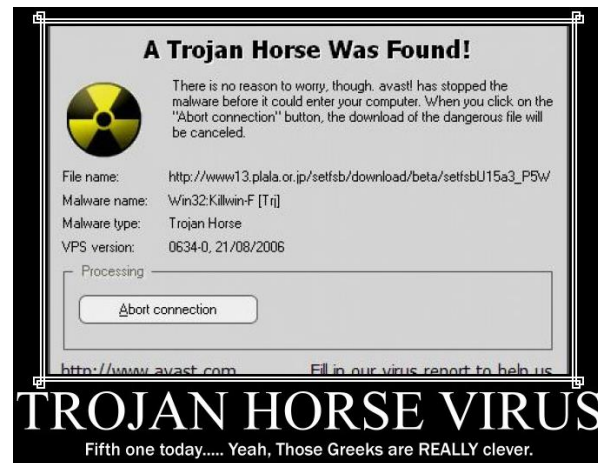 A Trojan Horse Was Found!
There is no reason to worry, though. avast! has stopped the
malware before it could enter your computer. When you click on the
"Abort connection" button, the download of the dangerous file will
be canceled.
File name: http://www13.plala.or.jp/setfsb/download/beta/setfsbU15a3_P5W
Malware name: Win32:Killwin-F [Trj]
Malware type: Trojan Horse
VPS version: 0634-0, 21/08/2006
Processing
Abort connection
http://www.avast.com Fill in our virus report to help us
TROJAN HORSE VIRUS
Fifth one today..... Yeah, Those Greeks are REALLY clever.